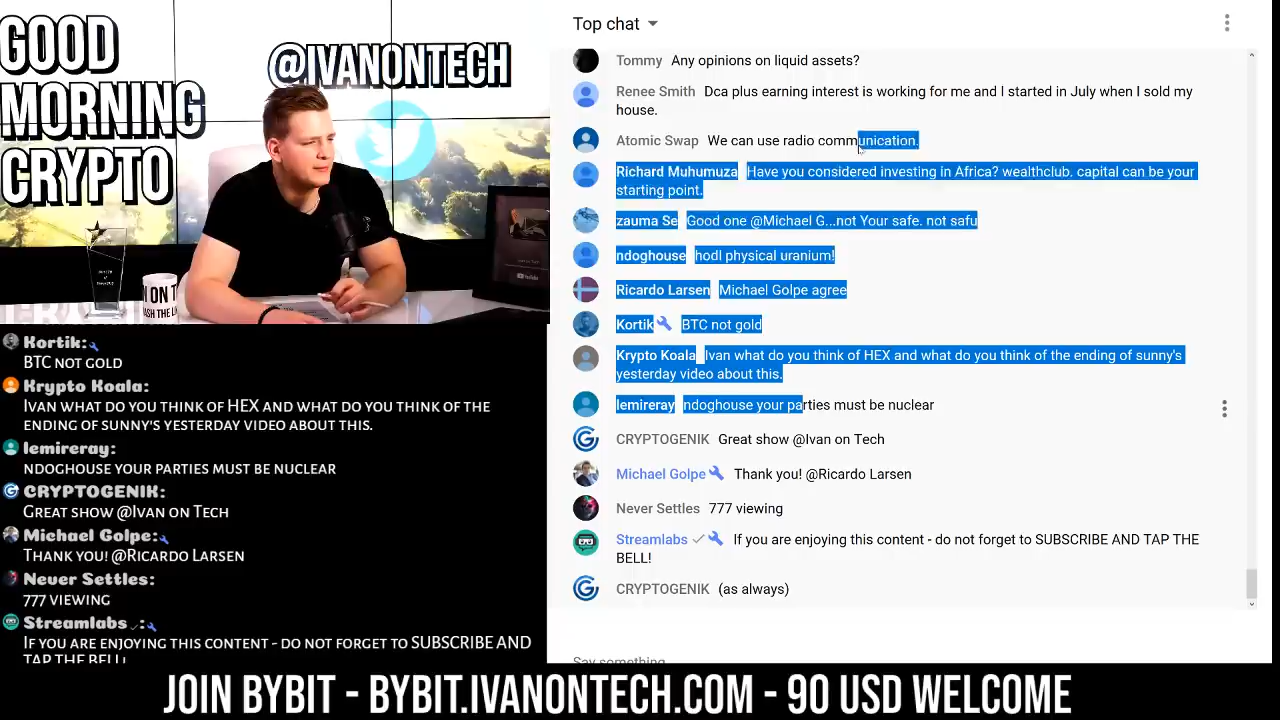 GOOD
MORNING
CRYPTO
@IVANONTECH
YouTube
I ON T
Kortik:
BTC NOT GOLD
Krypto Koala:
IVAN WHAT DO YOU THINK OF HEX AND WHAT DO YOU THINK OF THE
ENDING OF SUNNY'S YESTERDAY VIDEO ABOUT THIS.
lemireray:
NDOGHOUSE YOUR PARTIES MUST BE NUCLEAR
CRYPTOGENIK:
GREAT SHOW @IVAN ON TECH
Michael Golpe:
THANK YOU! @RICARDO LARSEN
Never Settles:
777 VIEWING
Streamlabs :
IF YOU ARE ENJOYING THIS CONTENT - DO NOT FORGET TO SUBSCRIBE AND
TAP THE BELL!
Top chat
Tommy Any opinions on liquid assets?
Renee Smith Dca plus earning interest is working for me and I started in July when I sold my
house.
Atomic Swap We can use radio communication.
Richard Muhumuza Have you considered investing in Africa? wealthclub. capital can be your
starting point.
zauma Se Good one @Michael G...not Your safe. not safu
ndoghouse hodl physical uranium!
Ricardo Larsen Michael Golpe agree
Kortik BTC not gold
Krypto Koala Ivan what do you think of HEX and what do you think of the ending of sunny's
yesterday video about this.
lemireray ndoghouse your parties must be nuclear
CRYPTOGENIK Great show @Ivan on Tech
Michael Golpe Thank you! @Ricardo Larsen
Never Settles 777 viewing
Streamlabs If you are enjoying this content - do not forget to SUBSCRIBE AND TAP THE
BELL!
CRYPTOGENIK (as always)
Say something
JOIN BYBIT - BYBIT.IVANONTECH.COM - 90 USD WELCOME